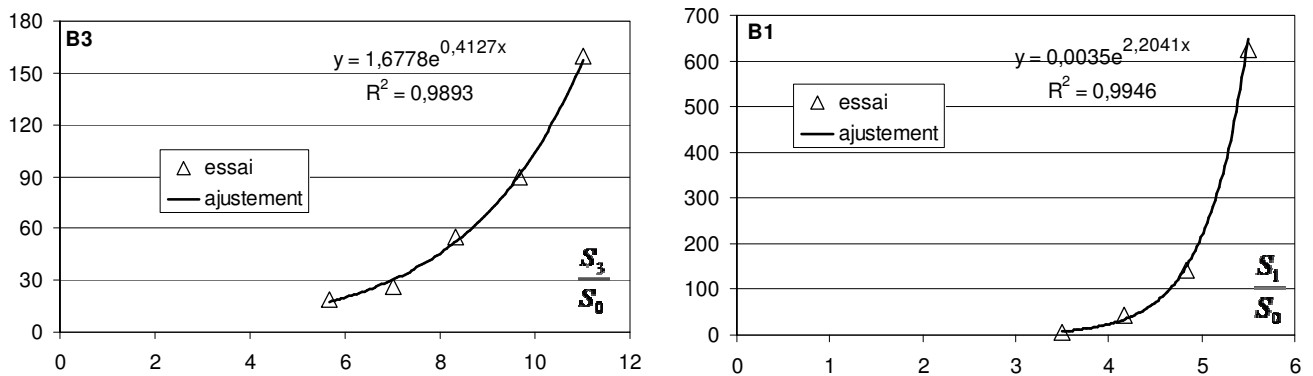 B3
y = 1,6778e^0,4127x
R² = 0,9893
essai
ajustement
S₃
S₀
180
150
120
90
60
30
0
0 2 4 6 8 10 12
B1
y = 0,0035e^2,2041x
R² = 0,9946
essai
ajustement
S₁
S₀
700
600
500
400
300
200
100
0
0 1 2 3 4 5 6